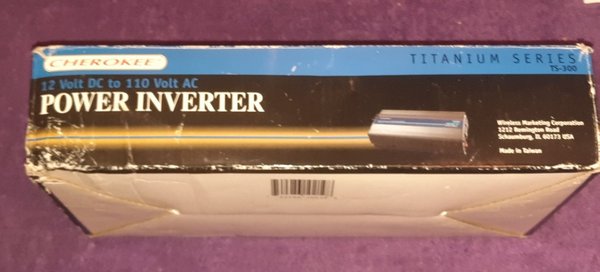 CHEROKEE
TITANIUM SERIES
TS-300
12 Volt DC to 110 Volt AC
POWER INVERTER
Wireless Marketing Corporation
1212 Remington Road
Schaumburg, IL 60173 USA
Made in Taiwan